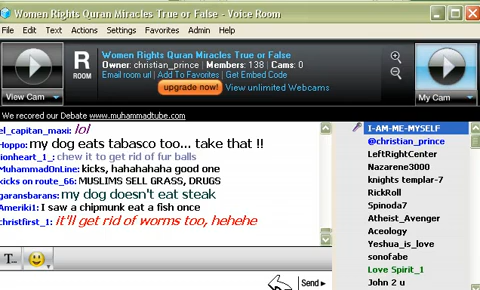 Women Rights Quran Miracles True or False - Voice Room
File Edit Text Actions Settings Favorites Admin Help
View Cam
R
ROOM
Women Rights Quran Miracles True or False
Owner: christian_prince | Members: 138 | Cams: 0
Email room url | Add To Favorites | Get Embed Code
upgrade now! View unlimited Webcams
My Cam
We recored our Debate www.muhammadtube.com
el_capitan_maxi: lol
Hoppo: my dog eats tabasco too... take that !!
lionheart_1_: chew it to get rid of fur balls
MuhammadOnLine: kicks, hahahahaha good one
kicks on route_66: MUSLIMS SELL GRASS, DRUGS
garansbarans: my dog doesn't eat steak
Ameriki1: I saw a chipmunk eat a fish once
christfirst_1: it'll get rid of worms too, hehehe
I-AM-ME-MYSELF
@christian_prince
LeftRightCenter
Nazarene3000
knights templar-7
RickRoll
Spinoda7
Atheist_Avenger
Aceology
Yeshua_is_love
sonofabe
Love Spirit_1
John 2 u
T...
Send